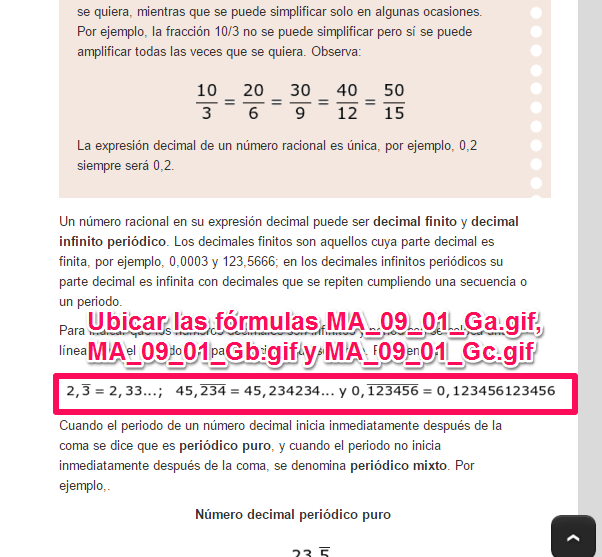 se quiera, mientras que se puede simplificar solo en algunas ocasiones.
Por ejemplo, la fracción 10/3 no se puede simplificar pero sí se puede
amplificar todas las veces que se quiera. Observa:
10/3 = 20/6 = 30/9 = 40/12 = 50/15
La expresión decimal de un número racional es única, por ejemplo, 0,2
siempre será 0,2.
Un número racional en su expresión decimal puede ser decimal finito y decimal
infinito periódico. Los decimales finitos son aquellos cuya parte decimal es
finita, por ejemplo, 0,0003 y 123,5666; en los decimales infinitos periódicos su
parte decimal es infinita con decimales que se repiten cumpliendo una secuencia o
un periodo.
Para
Ubicar las fórmulas MA_09_01_Ga.gif,
MA_09_01_Gb.gif y MA_09_01_Gc.gif
2,3̅ = 2,33...; 45,2̅3̅4̅ = 45,234234... y 0,1̅2̅3̅4̅5̅6̅ = 0,123456123456
Cuando el periodo de un número decimal inicia inmediatamente después de la
coma se dice que es periódico puro, y cuando el periodo no inicia
inmediatamente después de la coma, se denomina periódico mixto. Por
ejemplo,.
Número decimal periódico puro
23,5̅